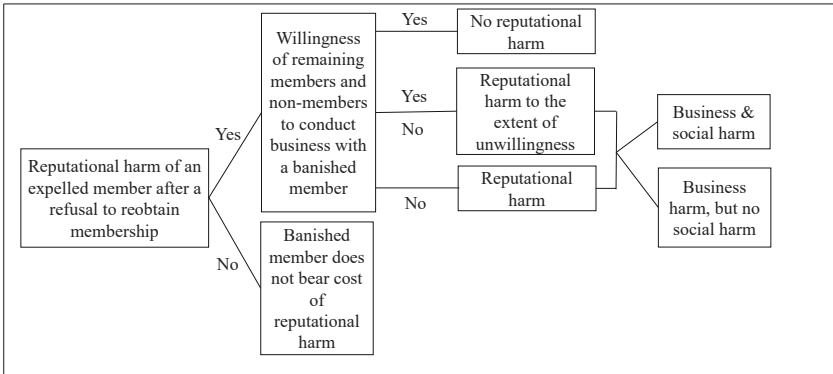 Reputational harm of an
expelled member after a
refusal to reobtain
membership
Yes
No
Willingness
of remaining
members and
non-members
to conduct
business with
a banished
member
Banished
member does
not bear cost
of
reputational
harm
Yes
Yes
No
No
No reputational
harm
Reputational
harm to the
extent of
unwillingness
Reputational
harm
Business &
social harm
Business
harm, but no
social harm